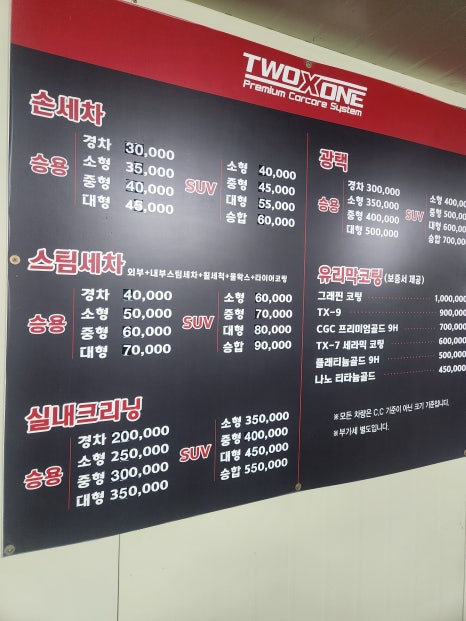 TWOXONE
Premium Carcare System
손세차
승용
경차 30,000
소형 35,000
중형 40,000
대형 45,000
SUV
소형 40,000
중형 45,000
대형 55,000
승합 60,000
스팀세차 외부+내부스팀세차+휠세척+물왁스+타이어코팅
승용
경차 40,000
소형 50,000
중형 60,000
대형 70,000
SUV
소형 60,000
중형 70,000
대형 80,000
승합 90,000
실내크리닝
승용
경차 200,000
소형 250,000
중형 300,000
대형 350,000
SUV
소형 350,000
중형 400,000
대형 450,000
승합 550,000
광택
승용
경차 300,000
소형 350,000
중형 400,000
대형 500,000
SUV
소형 400,00
중형 500,00
대형 600,00
승합 700,00
유리막코팅 (보증서 제공)
그래핀 코팅 1,000,000
TX-9 900,000
CGC 프리미엄골드 9H 700,000
TX-7 세라믹 코팅 600,000
플래티늄골드 9H 500,000
나노 리타늄골드 450,000
※모든 차량은 C,C 기준이 아닌 크기 기준입니다.
※부가세 별도입니다.